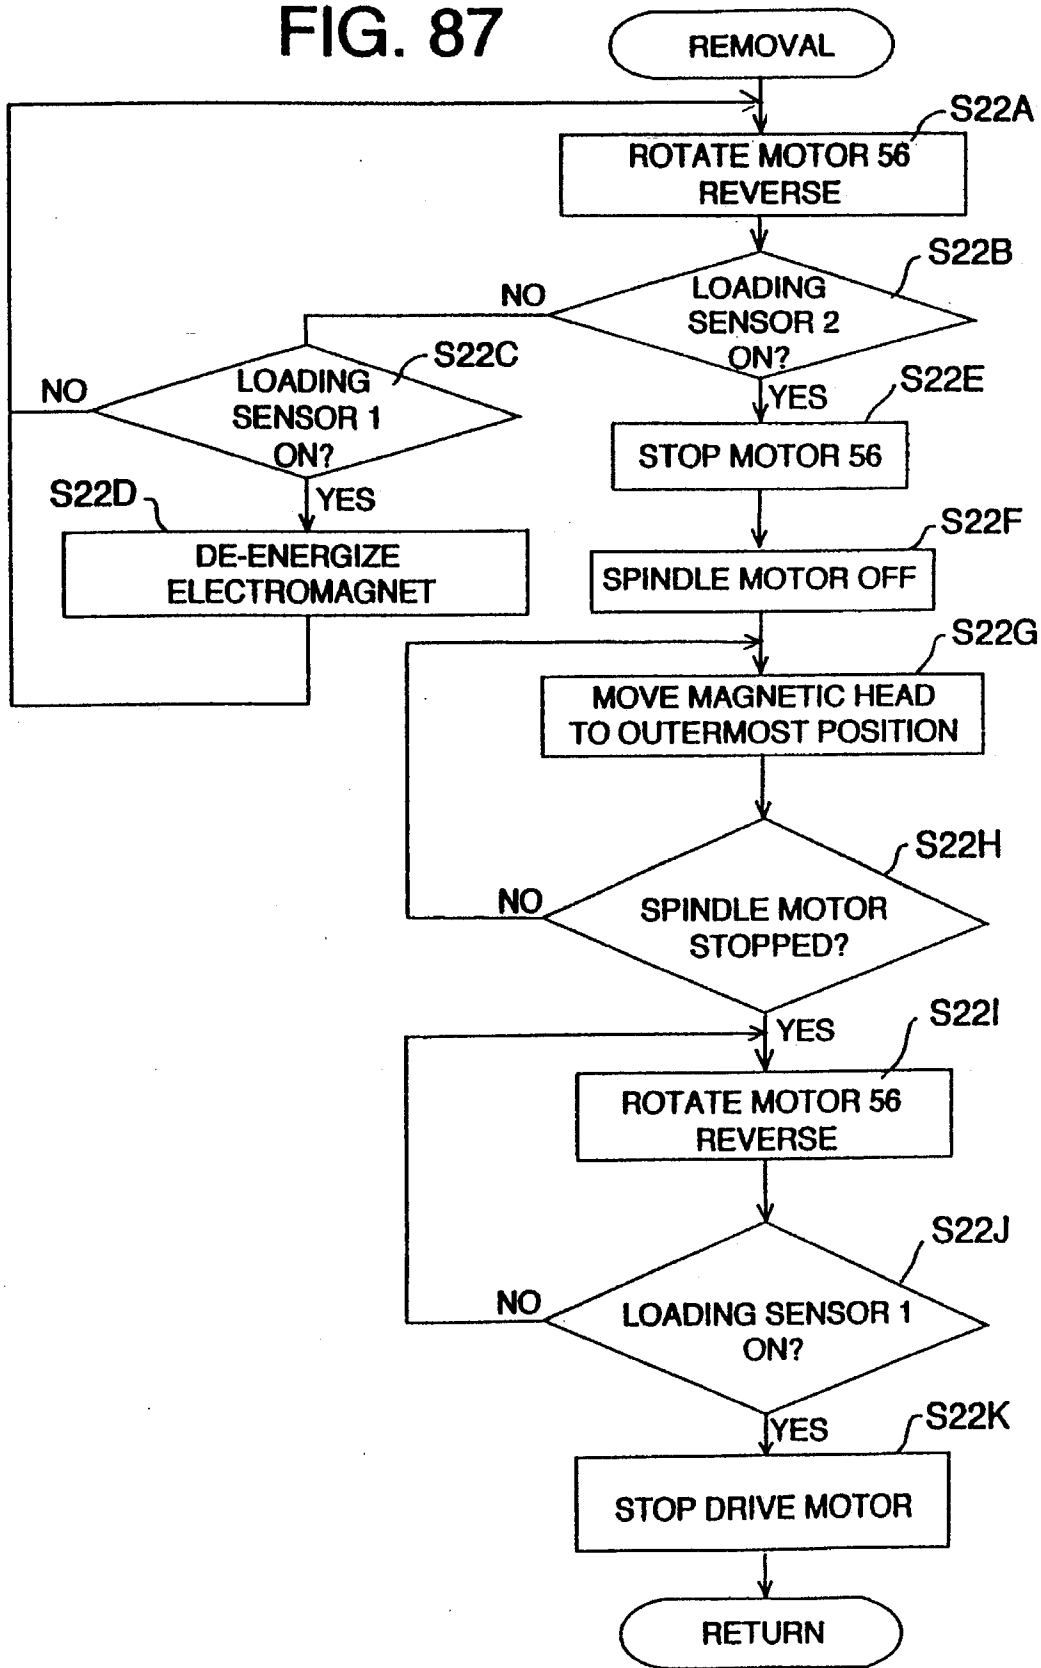 FIG. 87
REMOVAL
S22A
ROTATE MOTOR 56
REVERSE
S22B
LOADING
SENSOR 2
ON?
NO
YES
S22C
LOADING
SENSOR 1
ON?
NO
YES
S22D
DE-ENERGIZE
ELECTROMAGNET
S22E
STOP MOTOR 56
S22F
SPINDLE MOTOR OFF
S22G
MOVE MAGNETIC HEAD
TO OUTERMOST POSITION
S22H
SPINDLE MOTOR
STOPPED?
NO
YES
S22I
ROTATE MOTOR 56
REVERSE
S22J
LOADING SENSOR 1
ON?
NO
YES
S22K
STOP DRIVE MOTOR
RETURN